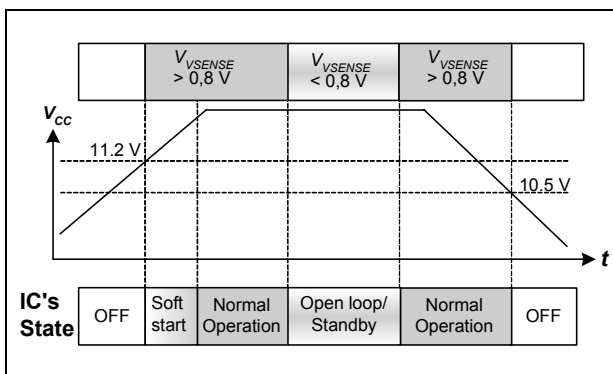 V_VSENSE
> 0,8 V
V_VSENSE
< 0,8 V
V_VSENSE
> 0,8 V
V_CC
11.2 V
10.5 V
t
IC's
State
OFF
Soft
start
Normal
Operation
Open loop/
Standby
Normal
Operation
OFF